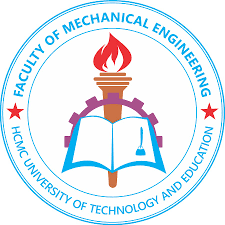 FACULTY OF MECHANICAL ENGINEERING
HCMC UNIVERSITY OF TECHNOLOGY AND EDUCATION